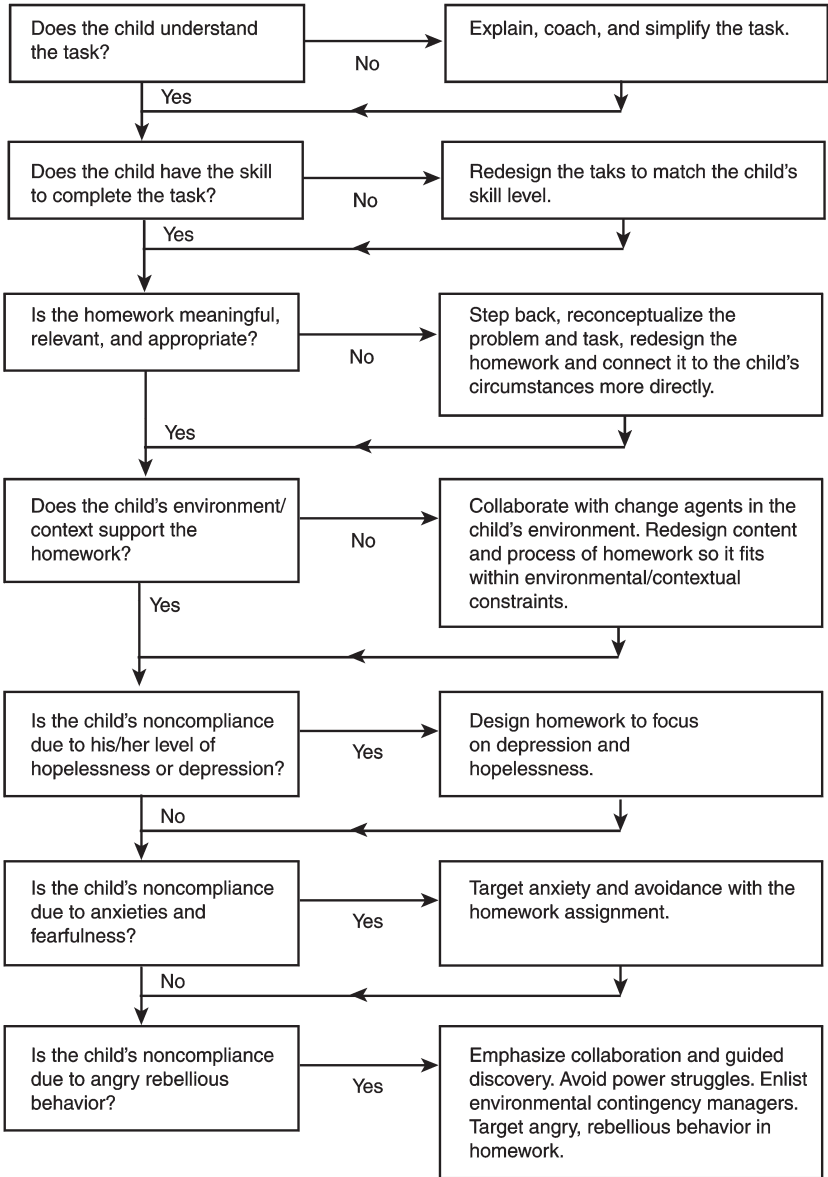 Does the child understand
the task?
No
Explain, coach, and simplify the task.
Yes
Does the child have the skill
to complete the task?
No
Redesign the taks to match the child's
skill level.
Yes
Is the homework meaningful,
relevant, and appropriate?
No
Step back, reconceptualize the
problem and task, redesign the
homework and connect it to the child's
circumstances more directly.
Yes
Does the child's environment/
context support the
homework?
No
Collaborate with change agents in the
child's environment. Redesign content
and process of homework so it fits
within environmental/contextual
constraints.
Yes
Is the child's noncompliance
due to his/her level of
hopelessness or depression?
Yes
Design homework to focus
on depression and
hopelessness.
No
Is the child's noncompliance
due to anxieties and
fearfulness?
Yes
Target anxiety and avoidance with the
homework assignment.
No
Is the child's noncompliance
due to angry rebellious
behavior?
Yes
Emphasize collaboration and guided
discovery. Avoid power struggles. Enlist
environmental contingency managers.
Target angry, rebellious behavior in
homework.